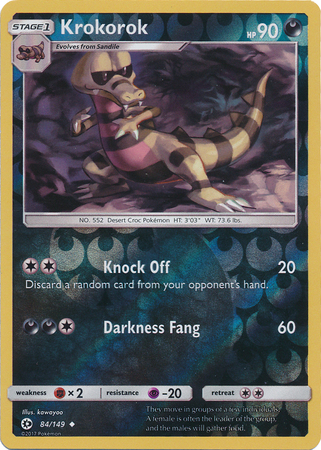 STAGE 1
Krokorok
HP 90
Evolves from Sandile
NO. 552 Desert Croc Pokémon HT: 3'03" WT: 73.6 lbs.
Knock Off 20
Discard a random card from your opponent's hand.
Darkness Fang 60
weakness × 2 resistance -20 retreat
Illus. kawayoo
84/149
©2017 Pokémon
They move in groups of a few individuals.
A female is often the leader of the group,
and the males will gather food.